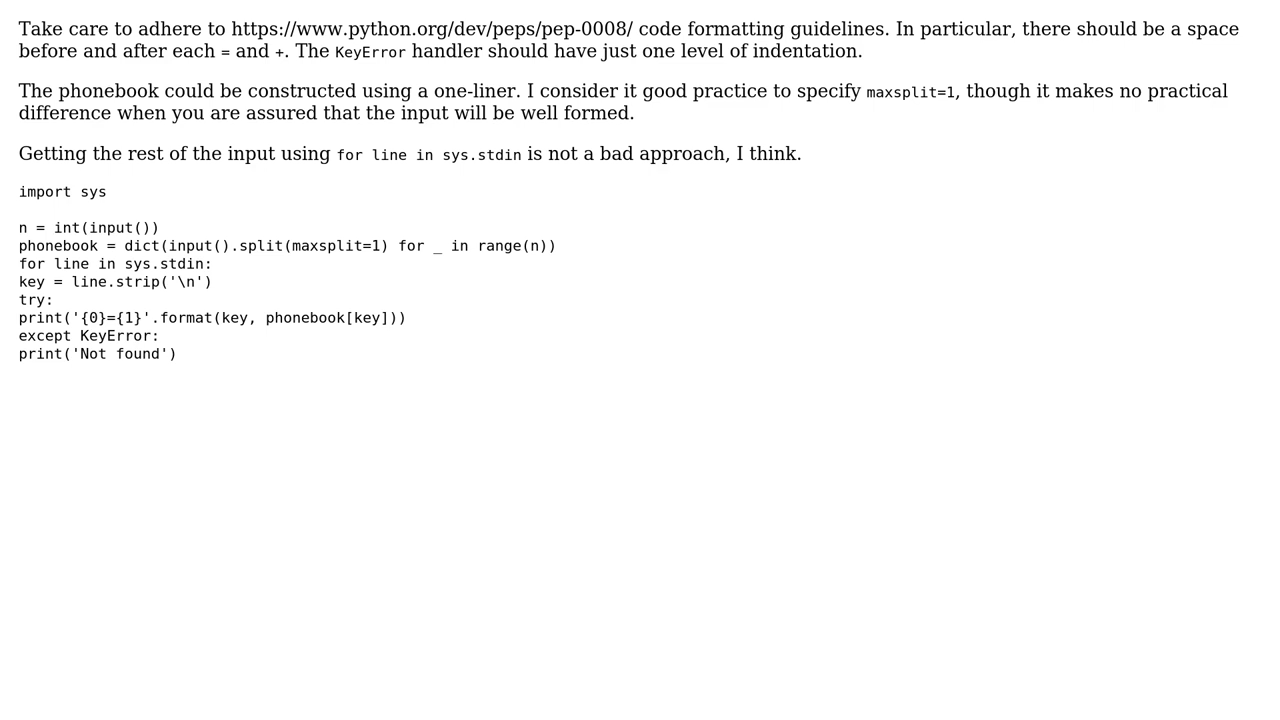 Take care to adhere to https://www.python.org/dev/peps/pep-0008/ code formatting guidelines. In particular, there should be a space
before and after each = and +. The KeyError handler should have just one level of indentation.
The phonebook could be constructed using a one-liner. I consider it good practice to specify maxsplit=1, though it makes no practical
difference when you are assured that the input will be well formed.
Getting the rest of the input using for line in sys.stdin is not a bad approach, I think.
import sys
n = int(input())
phonebook = dict(input().split(maxsplit=1) for _ in range(n))
for line in sys.stdin:
key = line.strip('\n')
try:
print('{0}={1}'.format(key, phonebook[key]))
except KeyError:
print('Not found')